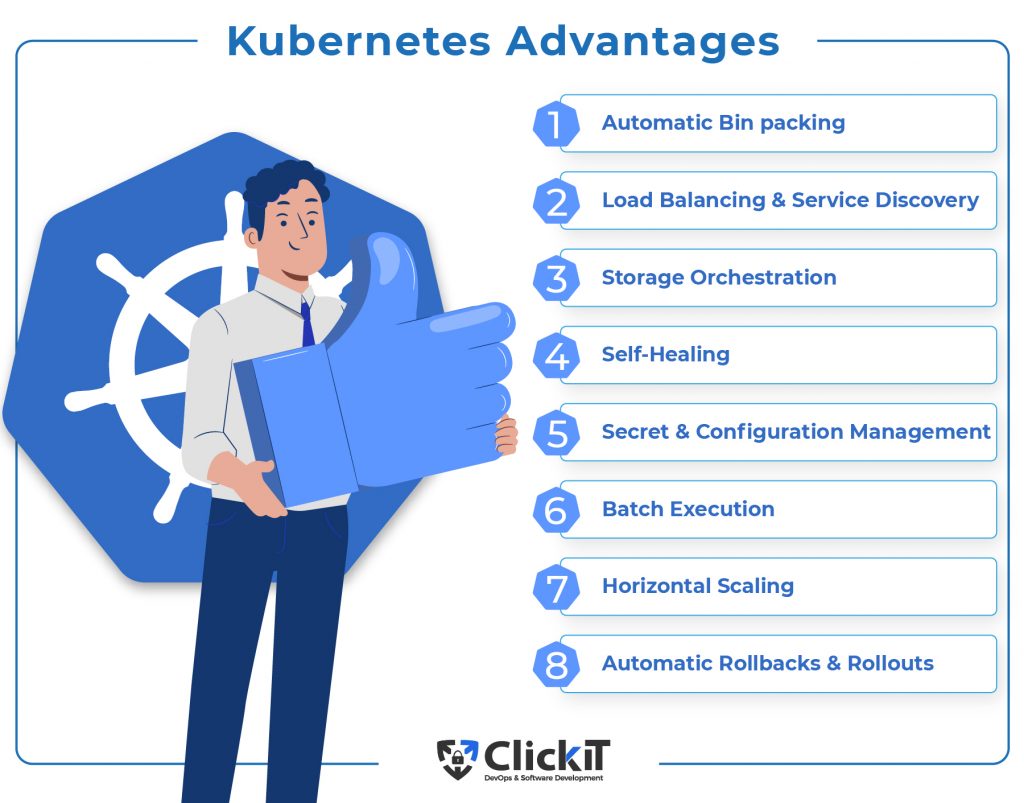 Kubernetes Advantages
1 Automatic Bin packing
2 Load Balancing & Service Discovery
3 Storage Orchestration
4 Self-Healing
5 Secret & Configuration Management
6 Batch Execution
7 Horizontal Scaling
8 Automatic Rollbacks & Rollouts
ClickIT
DevOps & Software Development